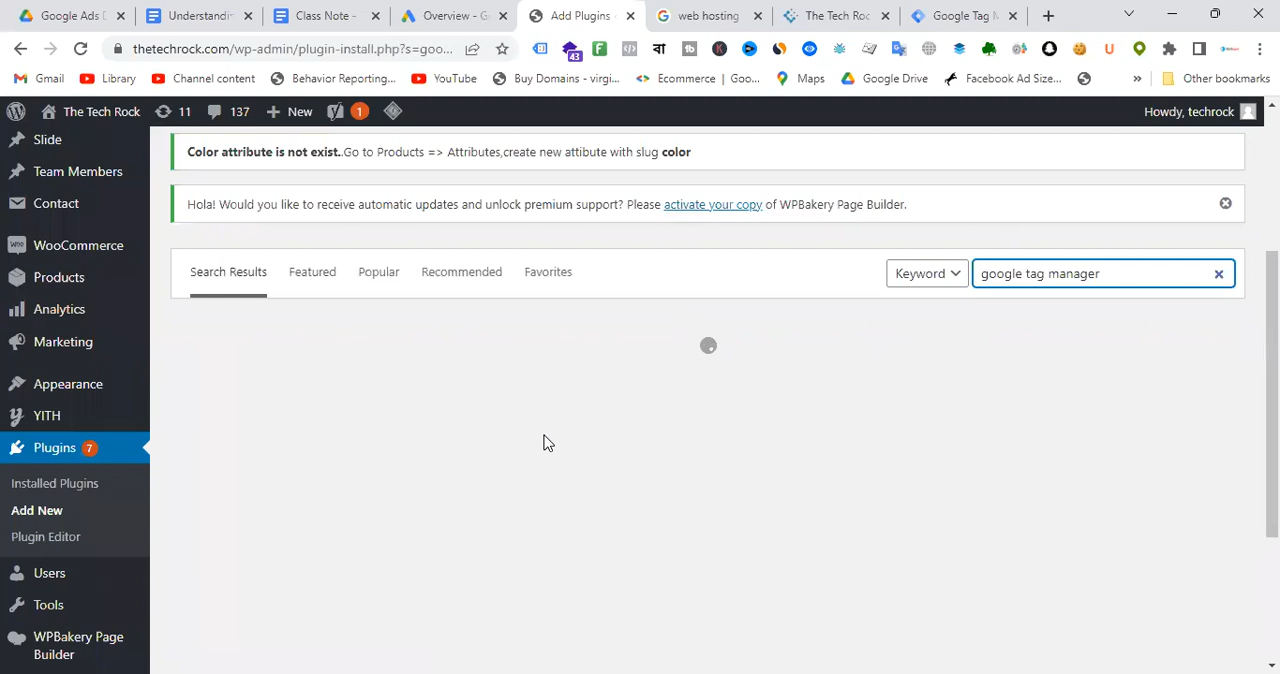 Google Ads D
Understandin
Class Note -
Overview - G
Add Plugins
web hosting
The Tech Ro
Google Tag M
thetechrock.com/wp-admin/plugin-install.php?s=goo...
43
বা
Gmail
Library
Channel content
Behavior Reporting...
YouTube
Buy Domains - virgi...
Ecommerce | Goo...
Maps
Google Drive
Facebook Ad Size...
»
Other bookmarks
The Tech Rock
11
137
New
1
Howdy, techrock
Slide
Team Members
Contact
WooCommerce
Products
Analytics
Marketing
Appearance
YITH
Plugins 7
Installed Plugins
Add New
Plugin Editor
Users
Tools
WPBakery Page
Builder
Color attribute is not exist..Go to Products => Attributes,create new attibute with slug color
Hola! Would you like to receive automatic updates and unlock premium support? Please activate your copy of WPBakery Page Builder.
Search Results
Featured
Popular
Recommended
Favorites
Keyword
google tag manager